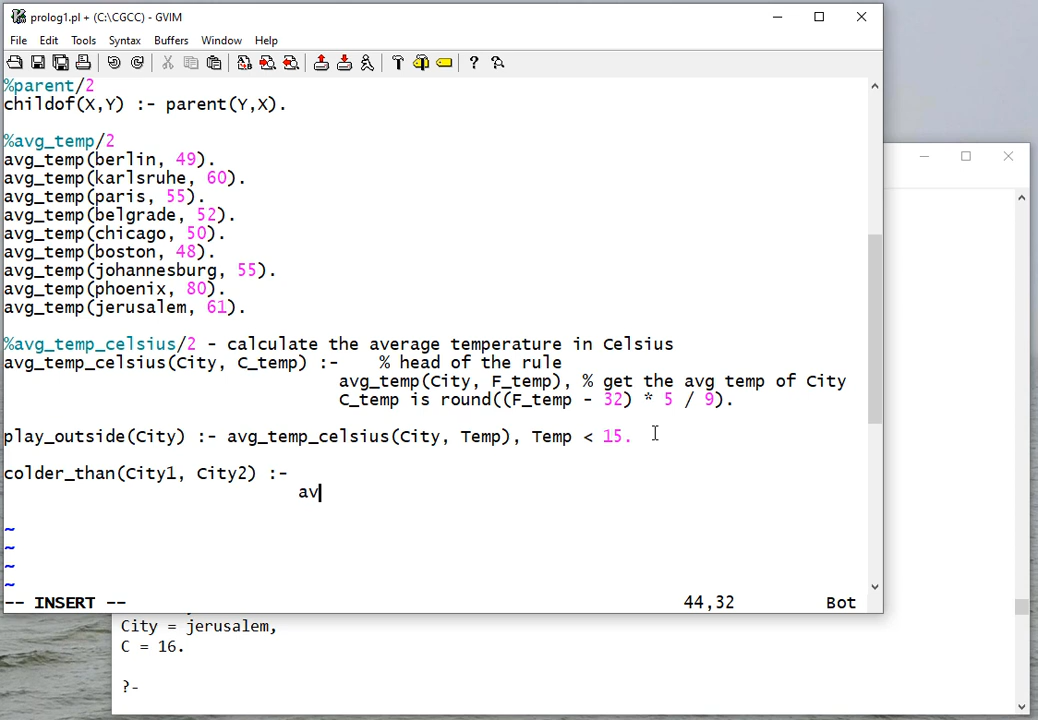 prolog1.pl + (C:\CGCC) - GVIM
File Edit Tools Syntax Buffers Window Help
%parent/2
childof(X,Y) :- parent(Y,X).
%avg_temp/2
avg_temp(berlin, 49).
avg_temp(karlsruhe, 60).
avg_temp(paris, 55).
avg_temp(belgrade, 52).
avg_temp(chicago, 50).
avg_temp(boston, 48).
avg_temp(johannesburg, 55).
avg_temp(phoenix, 80).
avg_temp(jerusalem, 61).
%avg_temp_celsius/2 - calculate the average temperature in Celsius
avg_temp_celsius(City, C_temp) :- % head of the rule
avg_temp(City, F_temp), % get the avg temp of City
C_temp is round((F_temp - 32) * 5 / 9).
play_outside(City) :- avg_temp_celsius(City, Temp), Temp < 15.
colder_than(City1, City2) :-
av
~
~
~
~
-- INSERT -- 44,32 Bot
City = jerusalem,
C = 16.
?-